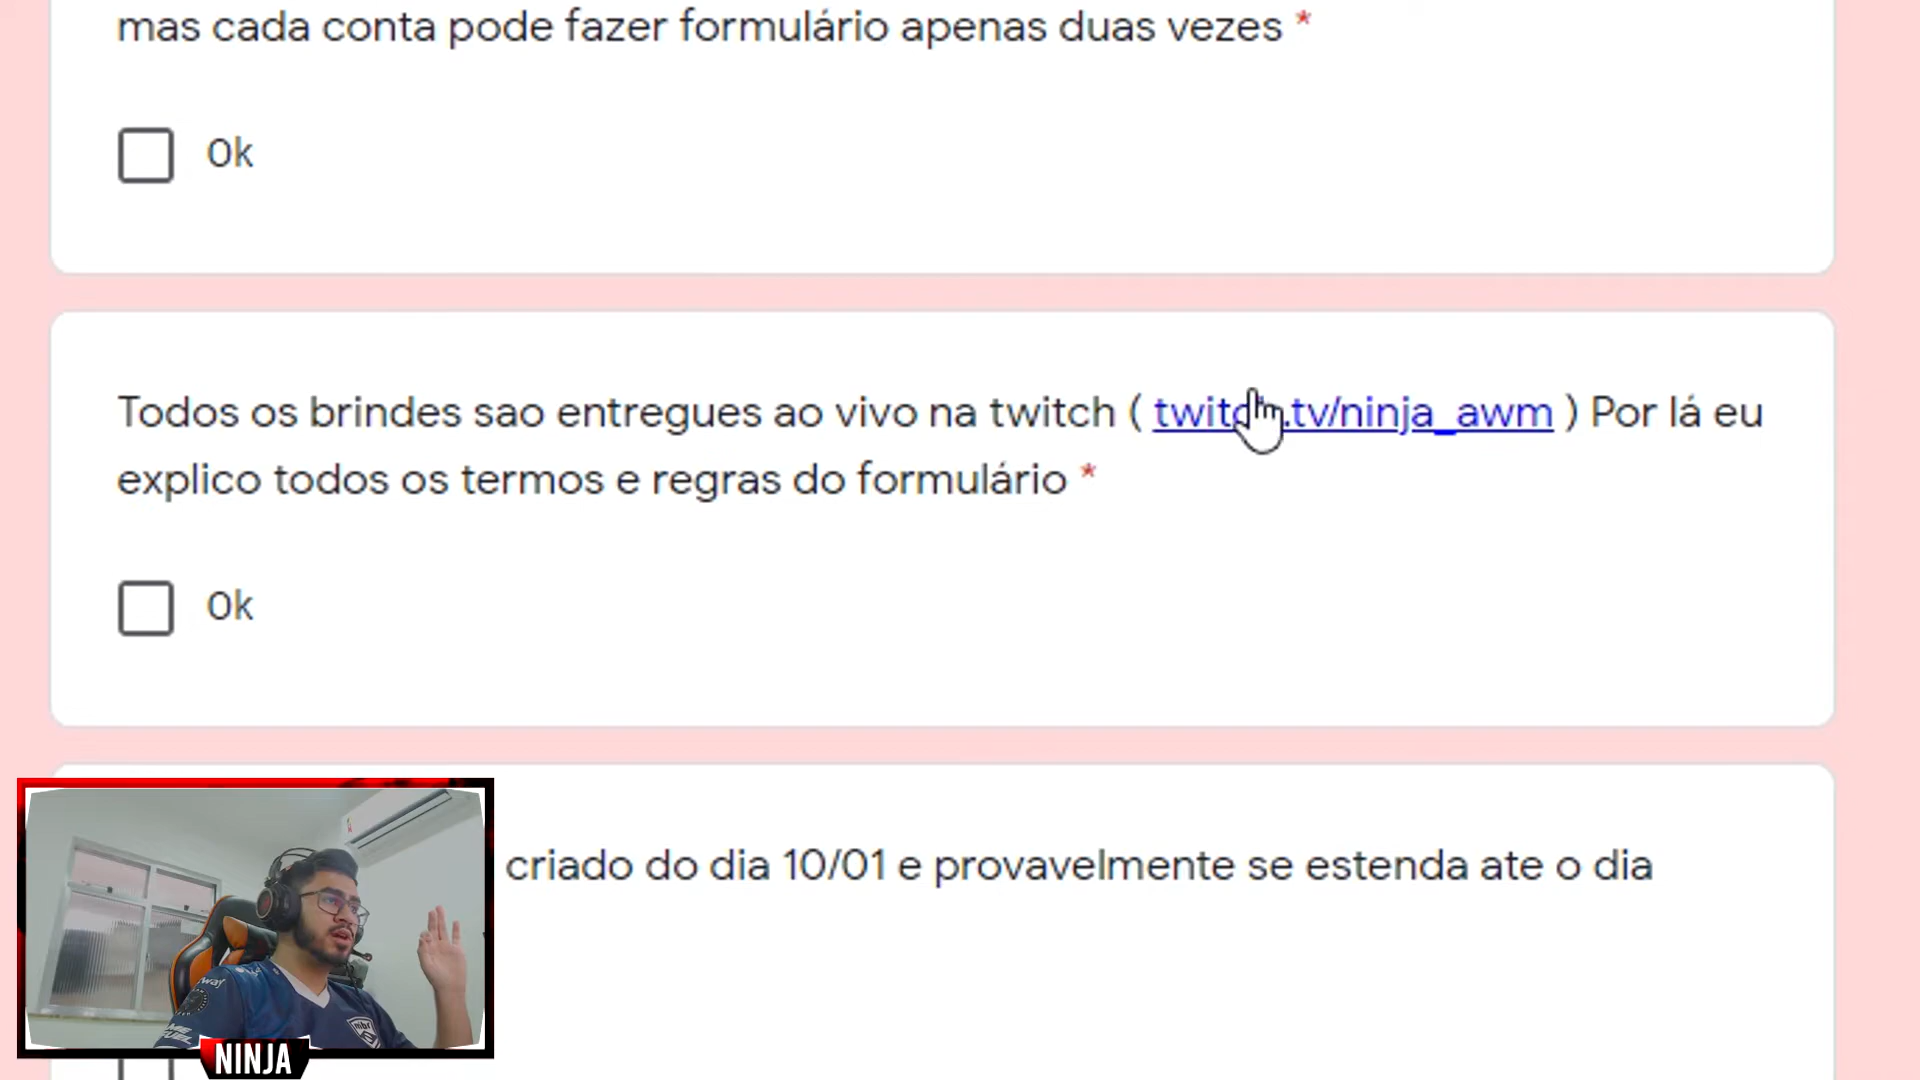 mas cada conta pode fazer formulário apenas duas vezes *
Ok
Todos os brindes sao entregues ao vivo na twitch ( twitch.tv/ninja_awm ) Por lá eu
explico todos os termos e regras do formulário *
Ok
criado do dia 10/01 e provavelmente se estenda ate o dia
mbr
NINJA